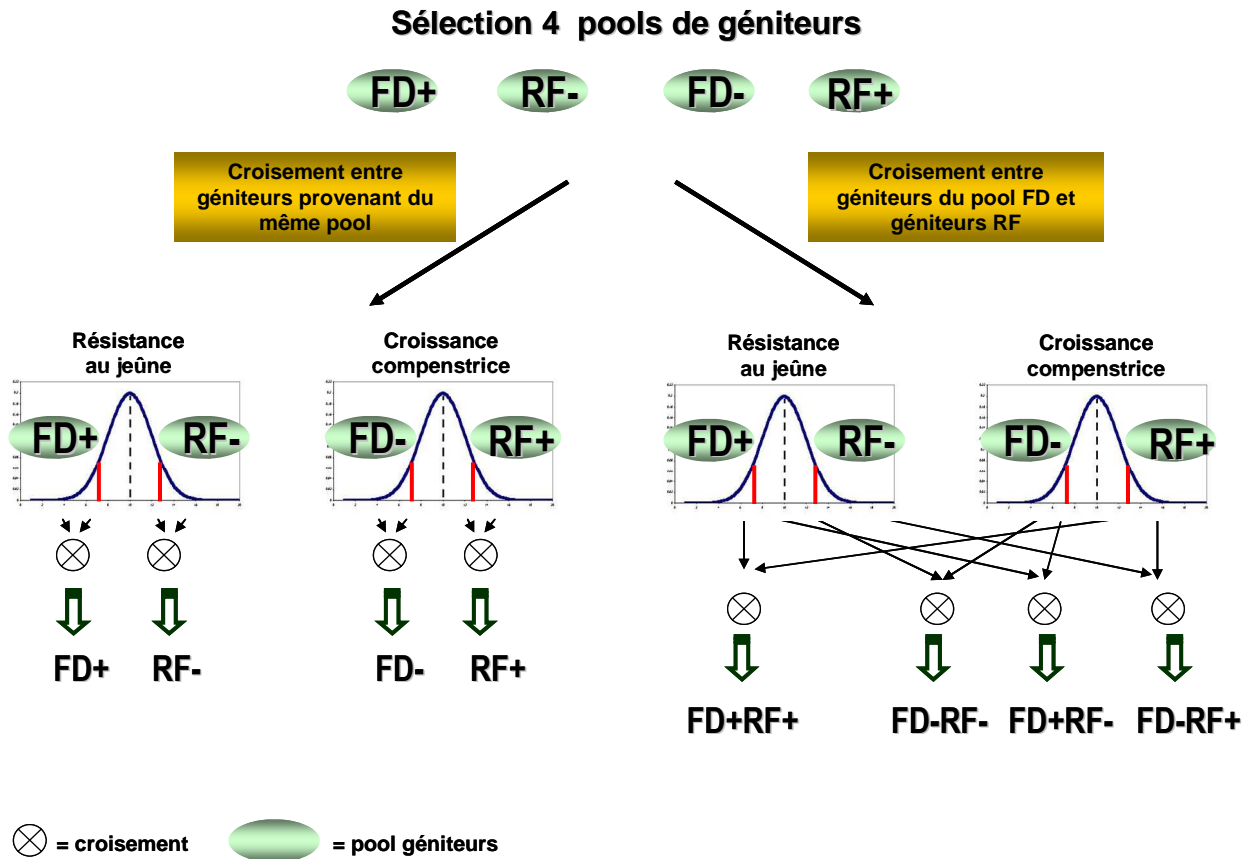 Sélection 4 pools de géniteurs
FD+ RF- FD- RF+
Croisement entre
géniteurs provenant du
même pool
Croisement entre
géniteurs du pool FD et
géniteurs RF
Résistance
au jeûne
Croissance
compenstrice
Résistance
au jeûne
Croissance
compenstrice
FD+ RF- FD- RF+ FD+ RF- FD- RF+
FD+ RF- FD- RF+
FD+RF+ FD-RF- FD+RF- FD-RF+
= croisement = pool géniteurs